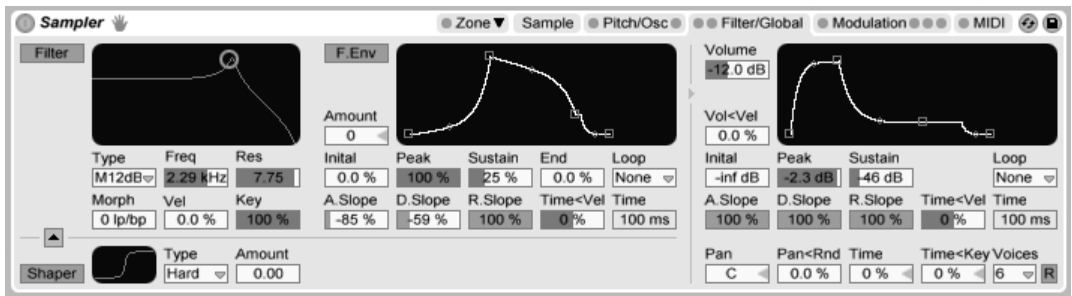 Sampler Zone Sample Pitch/Osc Filter/Global Modulation MIDI
Filter
Type Freq Res
M12dB 2.29 kHz 7.75
Morph Vel Key
0 lp/bp 0.0 % 100 %
F.Env
Amount
0
Inital Peak Sustain End Loop
0.0 % 100 % 25 % 0.0 % None
A.Slope D.Slope R.Slope Time<Vel Time
-85 % -59 % 100 % 0 % 100 ms
Volume
-12.0 dB
Vol<Vel
0.0 %
Inital Peak Sustain Loop
-inf dB -2.3 dB -46 dB None
A.Slope D.Slope R.Slope Time<Vel Time
100 % 100 % 100 % 0 % 100 ms
Shaper
Type Amount
Hard 0.00
Pan Pan<Rnd Time Time<Key Voices
C 0.0 % 0 % 0 % 6 R